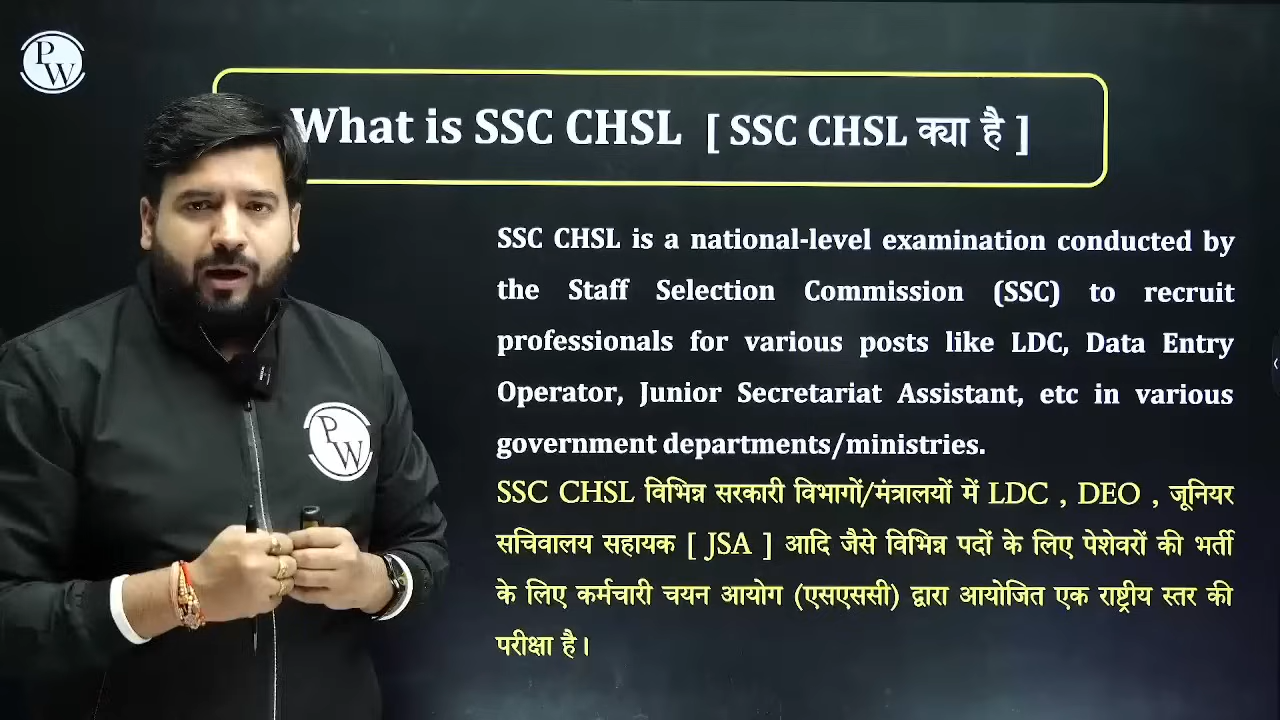 PW
What is SSC CHSL [ SSC CHSL क्या है ]
SSC CHSL is a national-level examination conducted by
the Staff Selection Commission (SSC) to recruit
professionals for various posts like LDC, Data Entry
Operator, Junior Secretariat Assistant, etc in various
government departments/ministries.
SSC CHSL विभिन्न सरकारी विभागों/मंत्रालयों में LDC , DEO , जूनियर
सचिवालय सहायक [ JSA ] आदि जैसे विभिन्न पदों के लिए पेशेवरों की भर्ती
के लिए कर्मचारी चयन आयोग (एसएससी) द्वारा आयोजित एक राष्ट्रीय स्तर की
परीक्षा है।
PW